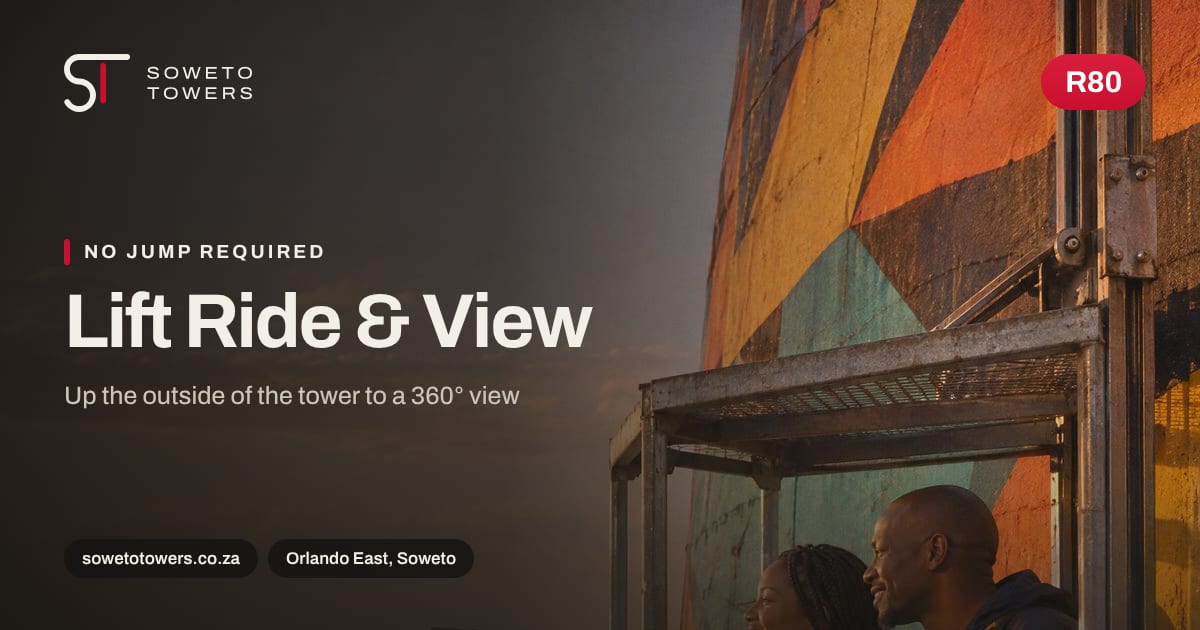 SOWETO
TOWERS
R80
NO JUMP REQUIRED
Lift Ride & View
Up the outside of the tower to a 360° view
sowetotowers.co.za
Orlando East, Soweto